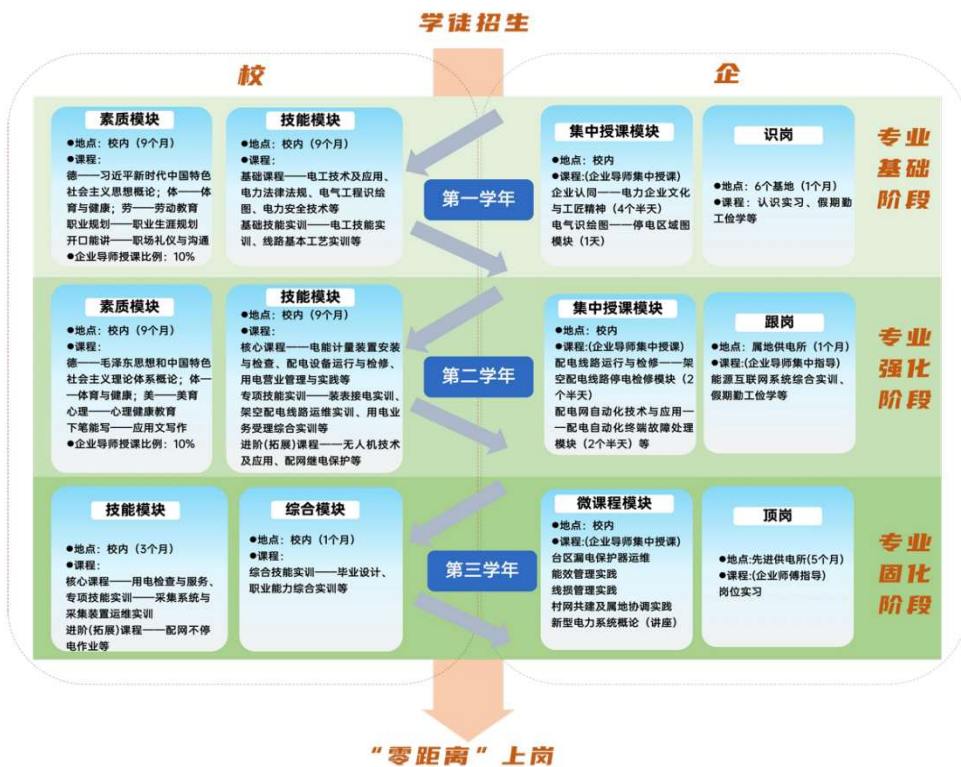 学徒招生
校
企
素质模块
●地点：校内（9个月）
●课程：
德——习近平新时代中国特色
社会主义思想概论；体——体
育与健康；劳——劳动教育
职业规划——职业生涯规划
开口能讲——职场礼仪与沟通
●企业导师授课比例：10%
技能模块
●地点：校内（9个月）
●课程：
基础课程——电工技术及应用、
电力法律法规、电气工程识绘
图、电力安全技术等
基础技能实训——电工技能实
训、线路基本工艺实训等
第一学年
集中授课模块
●地点：校内
●课程:(企业导师集中授课)
企业认同——电力企业文化
与工匠精神（4个半天）
电气识绘图——停电区域图
模块（1天）
识岗
●地点：6个基地（1个月）
●课程：认识实习、假期勤
工俭学等
专业
基础
阶段
素质模块
●地点：校内（9个月）
●课程：
德——毛泽东思想和中国特色
社会主义理论体系概论；体—
—体育与健康；美——美育
心理——心理健康教育
下笔能写——应用文写作
●企业导师授课比例：10%
技能模块
●地点：校内（9个月）
●课程：
核心课程——电能计量装置安装
与检查、配电设备运行与检修、
用电营业管理与实践等
专项技能实训——装表接电实训、
架空配电线路运维实训、用电业
务受理综合实训等
进阶(拓展)课程——无人机技术
及应用、配网继电保护等
第二学年
集中授课模块
●地点：校内
●课程:(企业导师集中授课)
配电线路运行与检修——架
空配电线路停电检修模块（2
个半天）
配电网自动化技术与应用—
—配电自动化终端故障处理
模块（2个半天）等
跟岗
●地点：属地供电所（1个月）
●课程:(企业导师集中指导)
能源互联网系统综合实训、
假期勤工俭学等
专业
强化
阶段
技能模块
●地点：校内（3个月）
●课程：
核心课程——用电检查与服务、
专项技能实训——采集系统与
采集装置运维实训
进阶(拓展)课程——配网不停
电作业等
综合模块
●地点：校内（1个月）
●课程：
综合技能实训——毕业设计、
职业能力综合实训等
第三学年
微课程模块
●地点：校内
●课程:(企业导师集中授课)
台区漏电保护器运维
能效管理实践
线损管理实践
村网共建及属地协调实践
新型电力系统概论（讲座）
顶岗
●地点:先进供电所(5个月)
●课程:(企业师傅指导)
岗位实习
专业
固化
阶段
“零距离”上岗